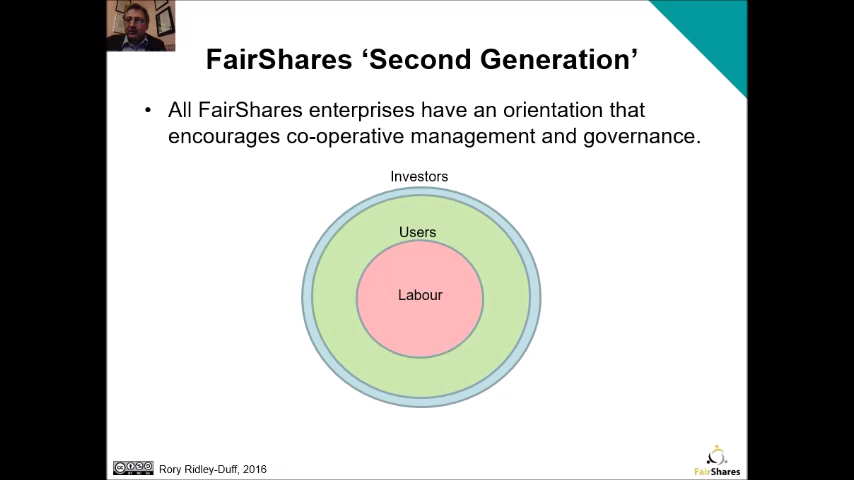 FairShares ‘Second Generation’
• All FairShares enterprises have an orientation that
encourages co-operative management and governance.
Investors
Users
Labour
Rory Ridley-Duff, 2016
FairShares